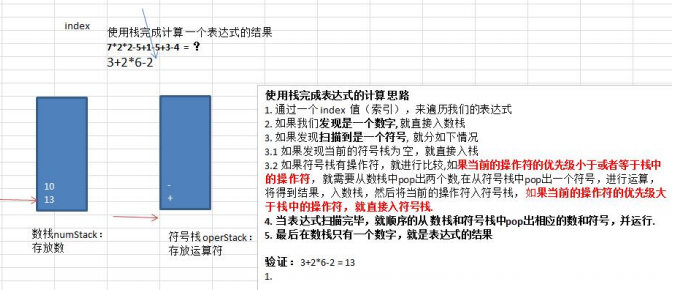 index
使用栈完成计算一个表达式的结果
7*2*2-5+1-5+3-4 = ？
3+2*6-2
10
13
-
+
数栈numStack：
存放数
符号栈operStack：
存放运算符
使用栈完成表达式的计算 思路
1. 通过一个 index 值（索引），来遍历我们的表达式
2. 如果我们发现是一个数字, 就直接入数栈
3. 如果发现扫描到是一个符号, 就分如下情况
3.1 如果发现当前的符号栈为 空，就直接入栈
3.2 如果符号栈有操作符，就进行比较,如果当前的操作符的优先级小于或者等于栈中
的操作符， 就需要从数栈中pop出两个数,在从符号栈中pop出一个符号，进行运算，
将得到结果，入数栈，然后将当前的操作符入符号栈， 如果当前的操作符的优先级大
于栈中的操作符， 就直接入符号栈.
4. 当表达式扫描完毕，就顺序的从 数栈和符号栈中pop出相应的数和符号，并运行.
5. 最后在数栈只有一个数字，就是表达式的结果
验证：3+2*6-2 = 13
1.